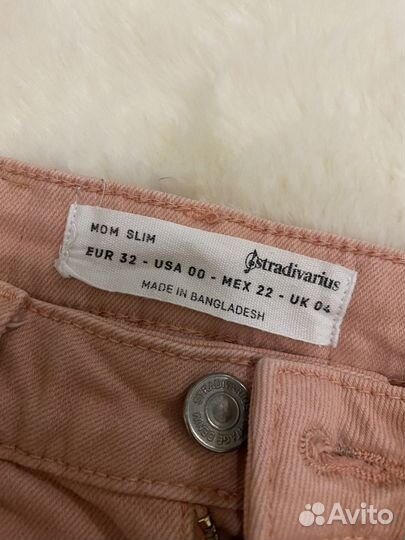 MOM SLIM
stradivarius
EUR 32 - USA 00 - MEX 22 - UK 04
MADE IN BANGLADESH
Avito